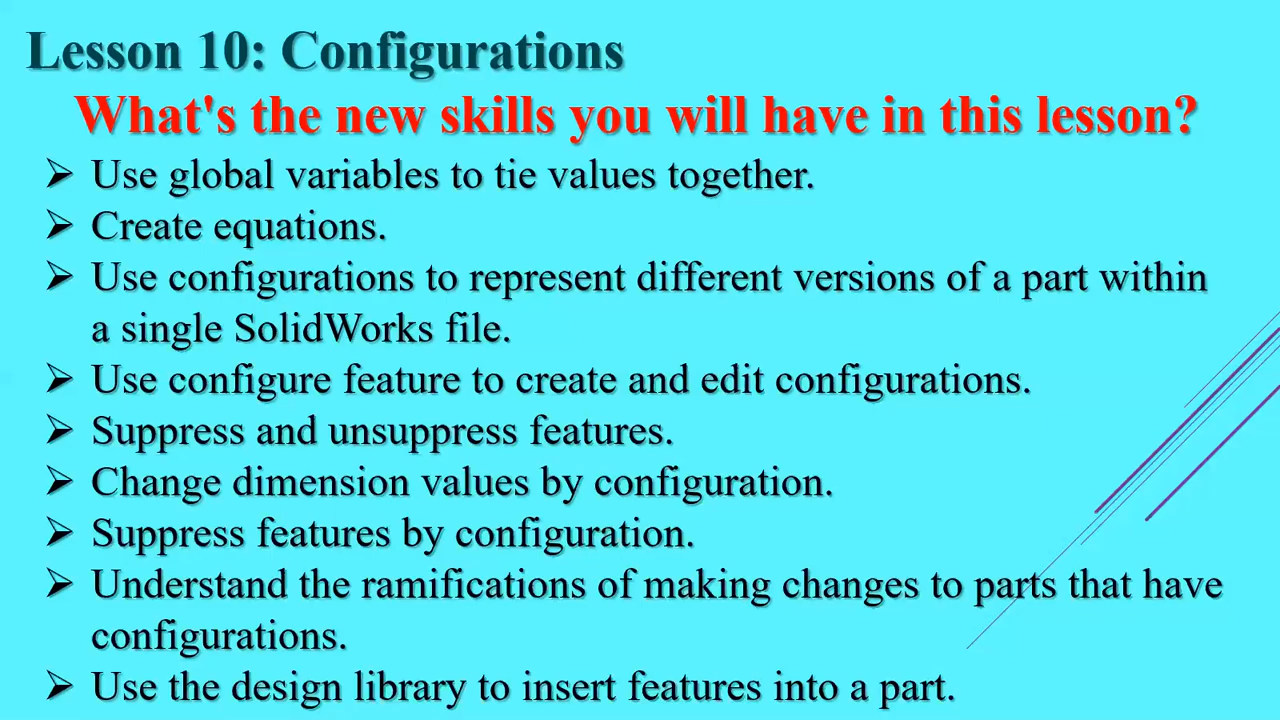 Lesson 10: Configurations
What's the new skills you will have in this lesson?
➢ Use global variables to tie values together.
➢ Create equations.
➢ Use configurations to represent different versions of a part within
a single SolidWorks file.
➢ Use configure feature to create and edit configurations.
➢ Suppress and unsuppress features.
➢ Change dimension values by configuration.
➢ Suppress features by configuration.
➢ Understand the ramifications of making changes to parts that have
configurations.
➢ Use the design library to insert features into a part.